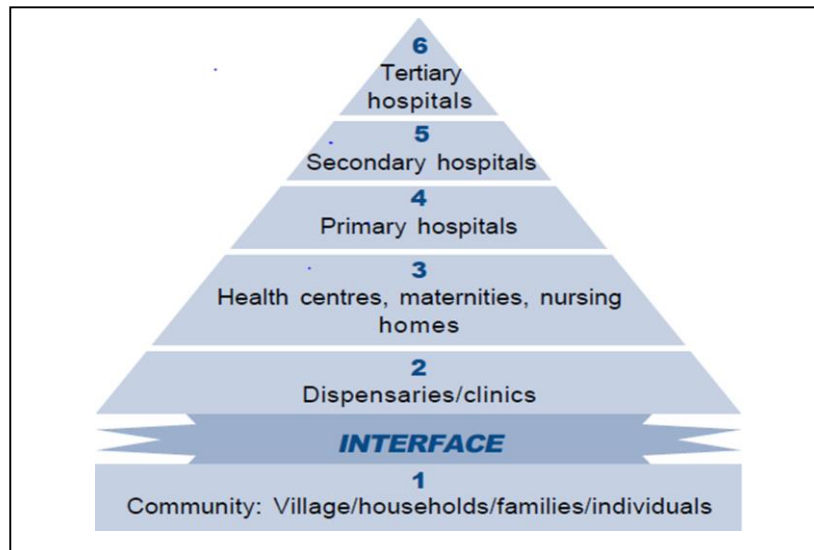 6
Tertiary
hospitals
5
Secondary hospitals
4
Primary hospitals
3
Health centres, maternities, nursing
homes
2
Dispensaries/clinics
INTERFACE
1
Community: Village/households/families/individuals